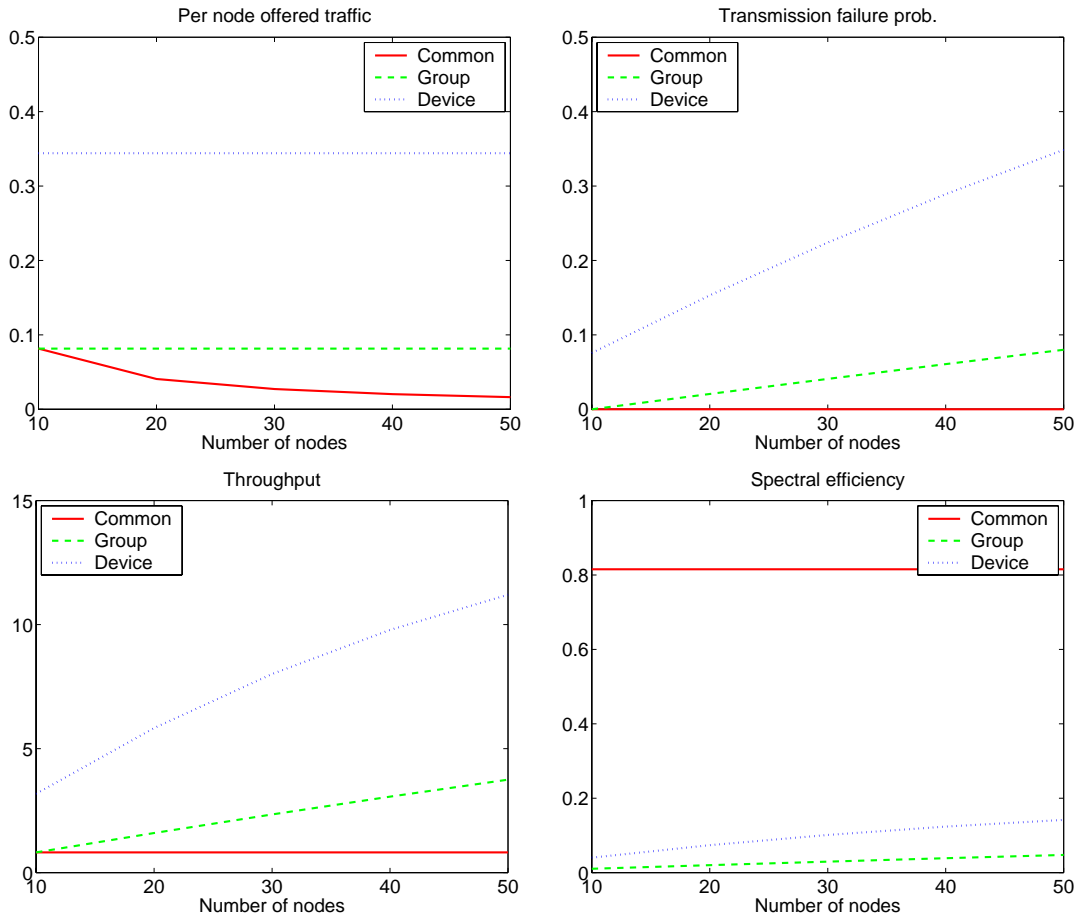 Per node offered traffic
0.5
0.4
0.3
0.2
0.1
0
Common
Group
Device
10 20 30 40 50
Number of nodes
Transmission failure prob.
0.5
0.4
0.3
0.2
0.1
0
Common
Group
Device
10 20 30 40 50
Number of nodes
Throughput
15
10
5
0
Common
Group
Device
10 20 30 40 50
Number of nodes
Spectral efficiency
1
0.8
0.6
0.4
0.2
0
Common
Group
Device
10 20 30 40 50
Number of nodes